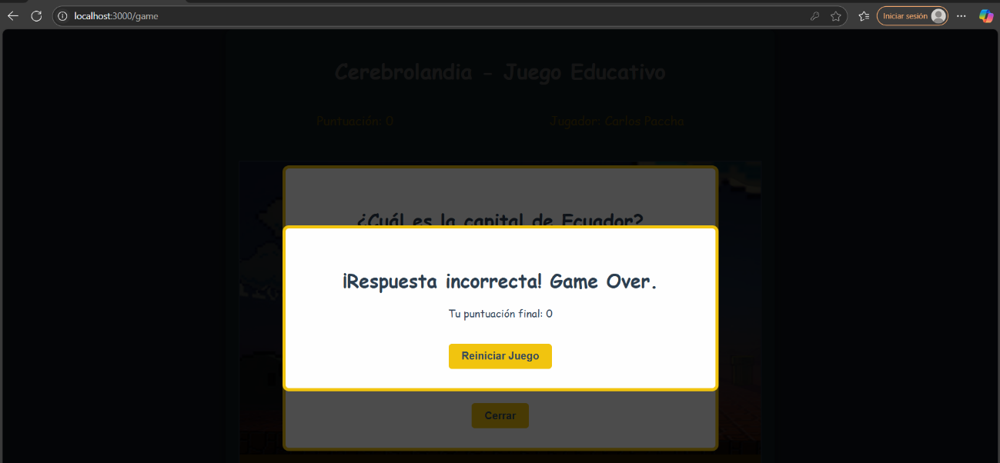 localhost:3000/game
Iniciar sesión
Cerebrolandia - Juego Educativo
Puntuación: 0
Jugador: Carlos Paccha
¿Cuál es la capital de Ecuador?
¡Respuesta incorrecta! Game Over.
Tu puntuación final: 0
Reiniciar Juego
Cerrar